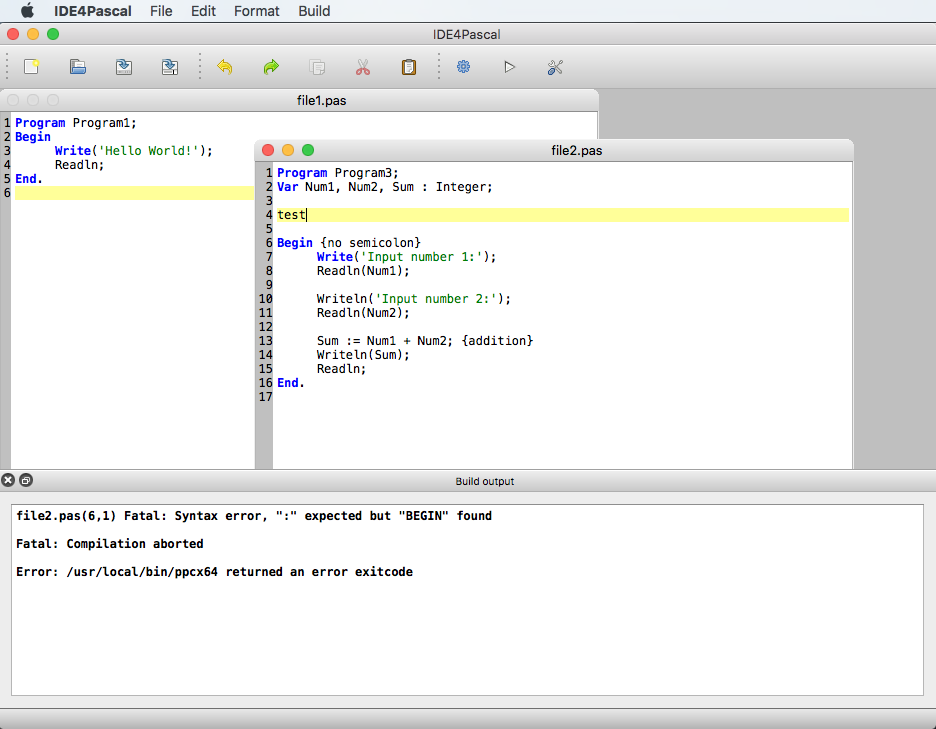 IDE4Pascal File Edit Format Build
IDE4Pascal
file1.pas
1 Program Program1;
2 Begin
3 Write('Hello World!');
4 Readln;
5 End.
6
file2.pas
1 Program Program3;
2 Var Num1, Num2, Sum : Integer;
3
4 test
5
6 Begin {no semicolon}
7 Write('Input number 1:');
8 Readln(Num1);
9
10 Writeln('Input number 2:');
11 Readln(Num2);
12
13 Sum := Num1 + Num2; {addition}
14 Writeln(Sum);
15 Readln;
16 End.
17
Build output
file2.pas(6,1) Fatal: Syntax error, ":" expected but "BEGIN" found
Fatal: Compilation aborted
Error: /usr/local/bin/ppcx64 returned an error exitcode